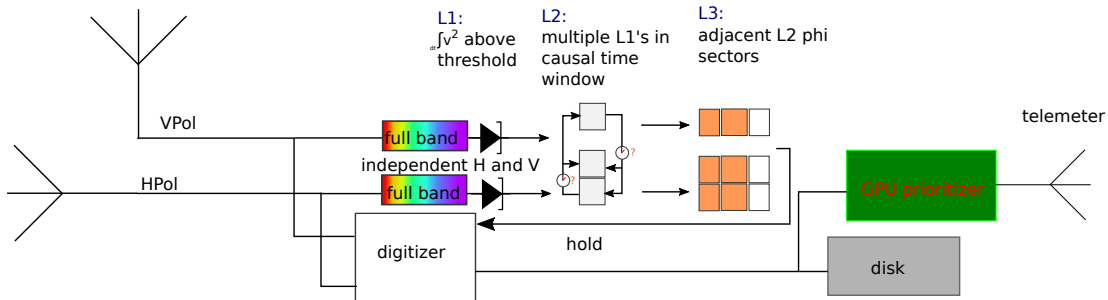 L1:
dt∫v² above
threshold
L2:
multiple L1's in
causal time
window
L3:
adjacent L2 phi
sectors
telemeter
VPol
full band
?
independent H and V
HPol
full band
?
GPU prioritizer
digitizer
hold
disk